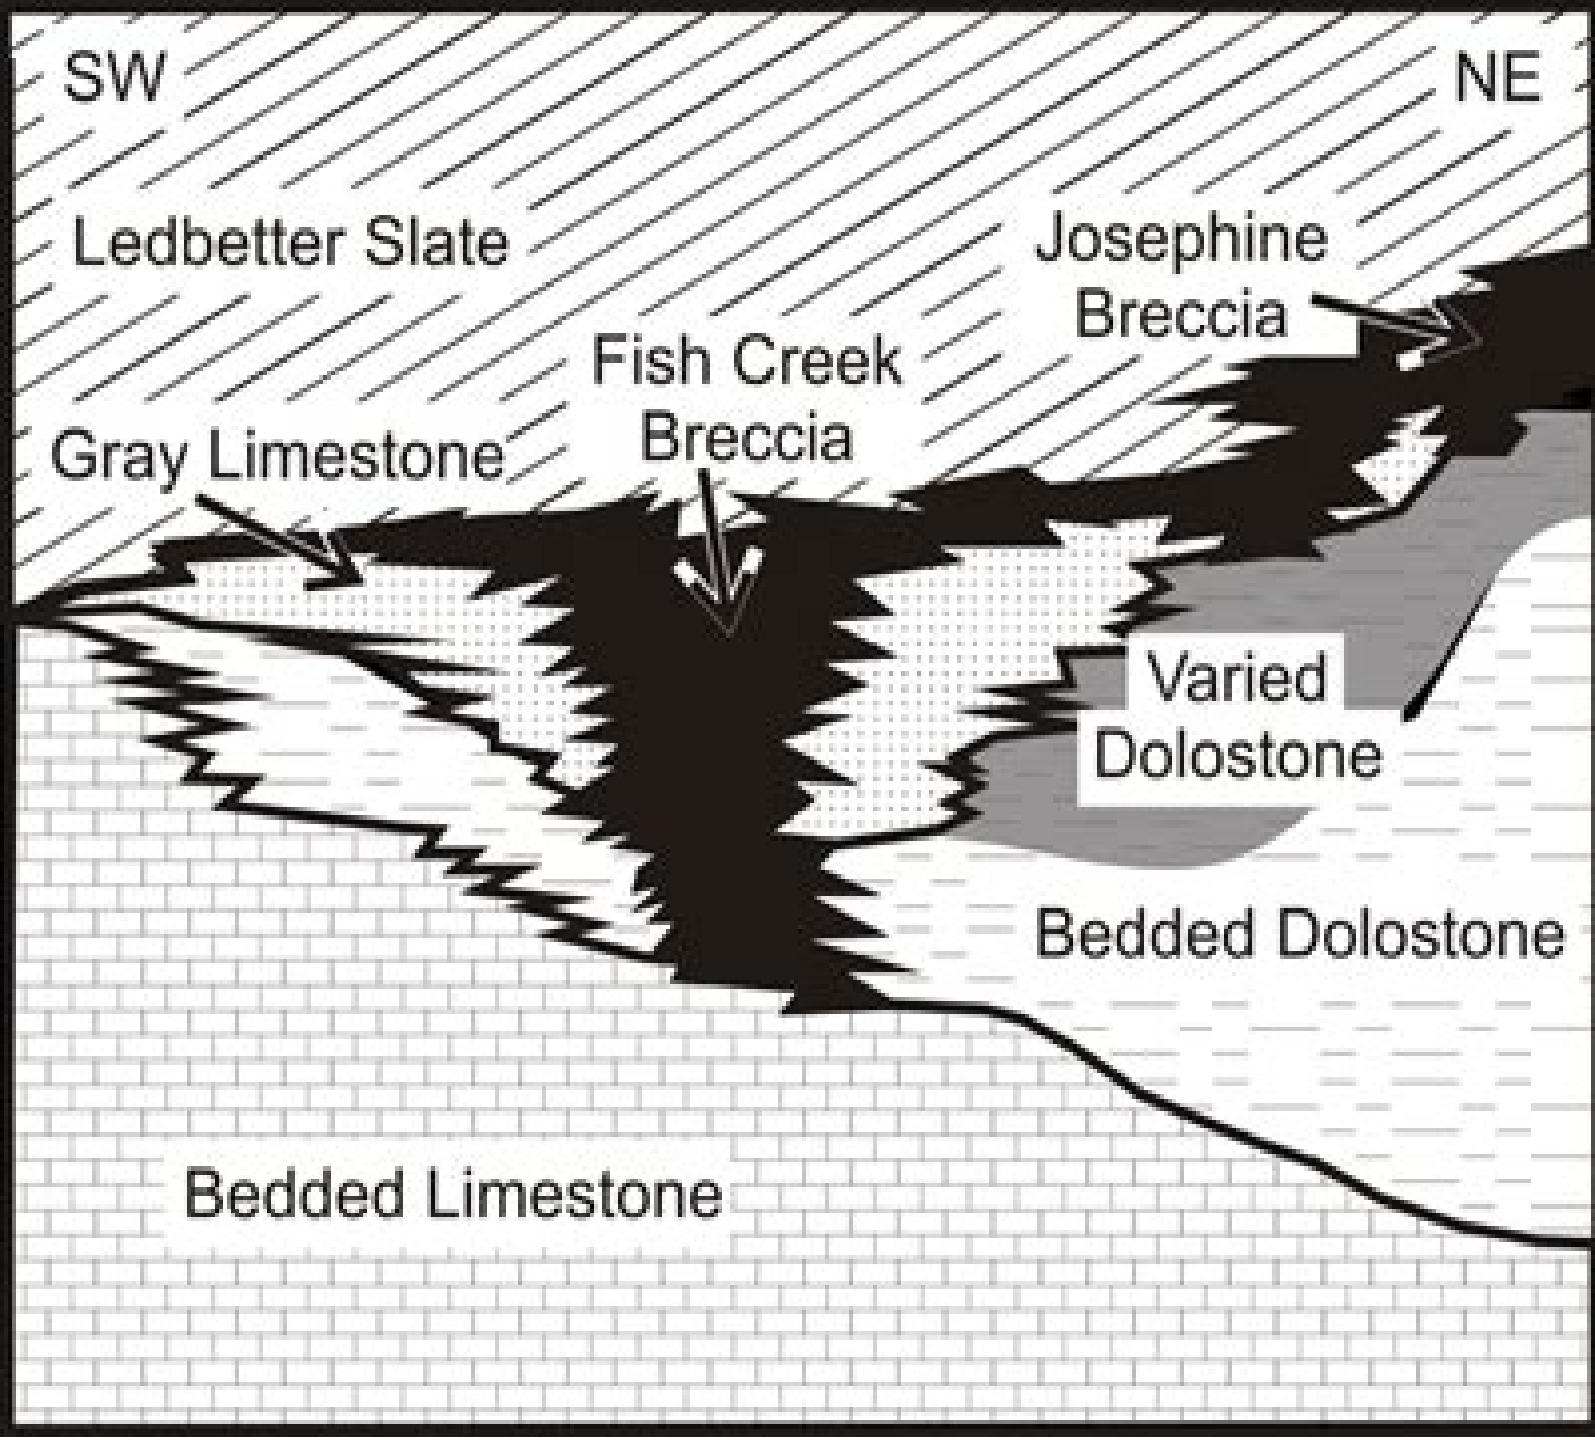 SW
NE
Ledbetter Slate
Josephine
Breccia
Fish Creek
Breccia
Gray Limestone
Varied
Dolostone
Bedded Dolostone
Bedded Limestone